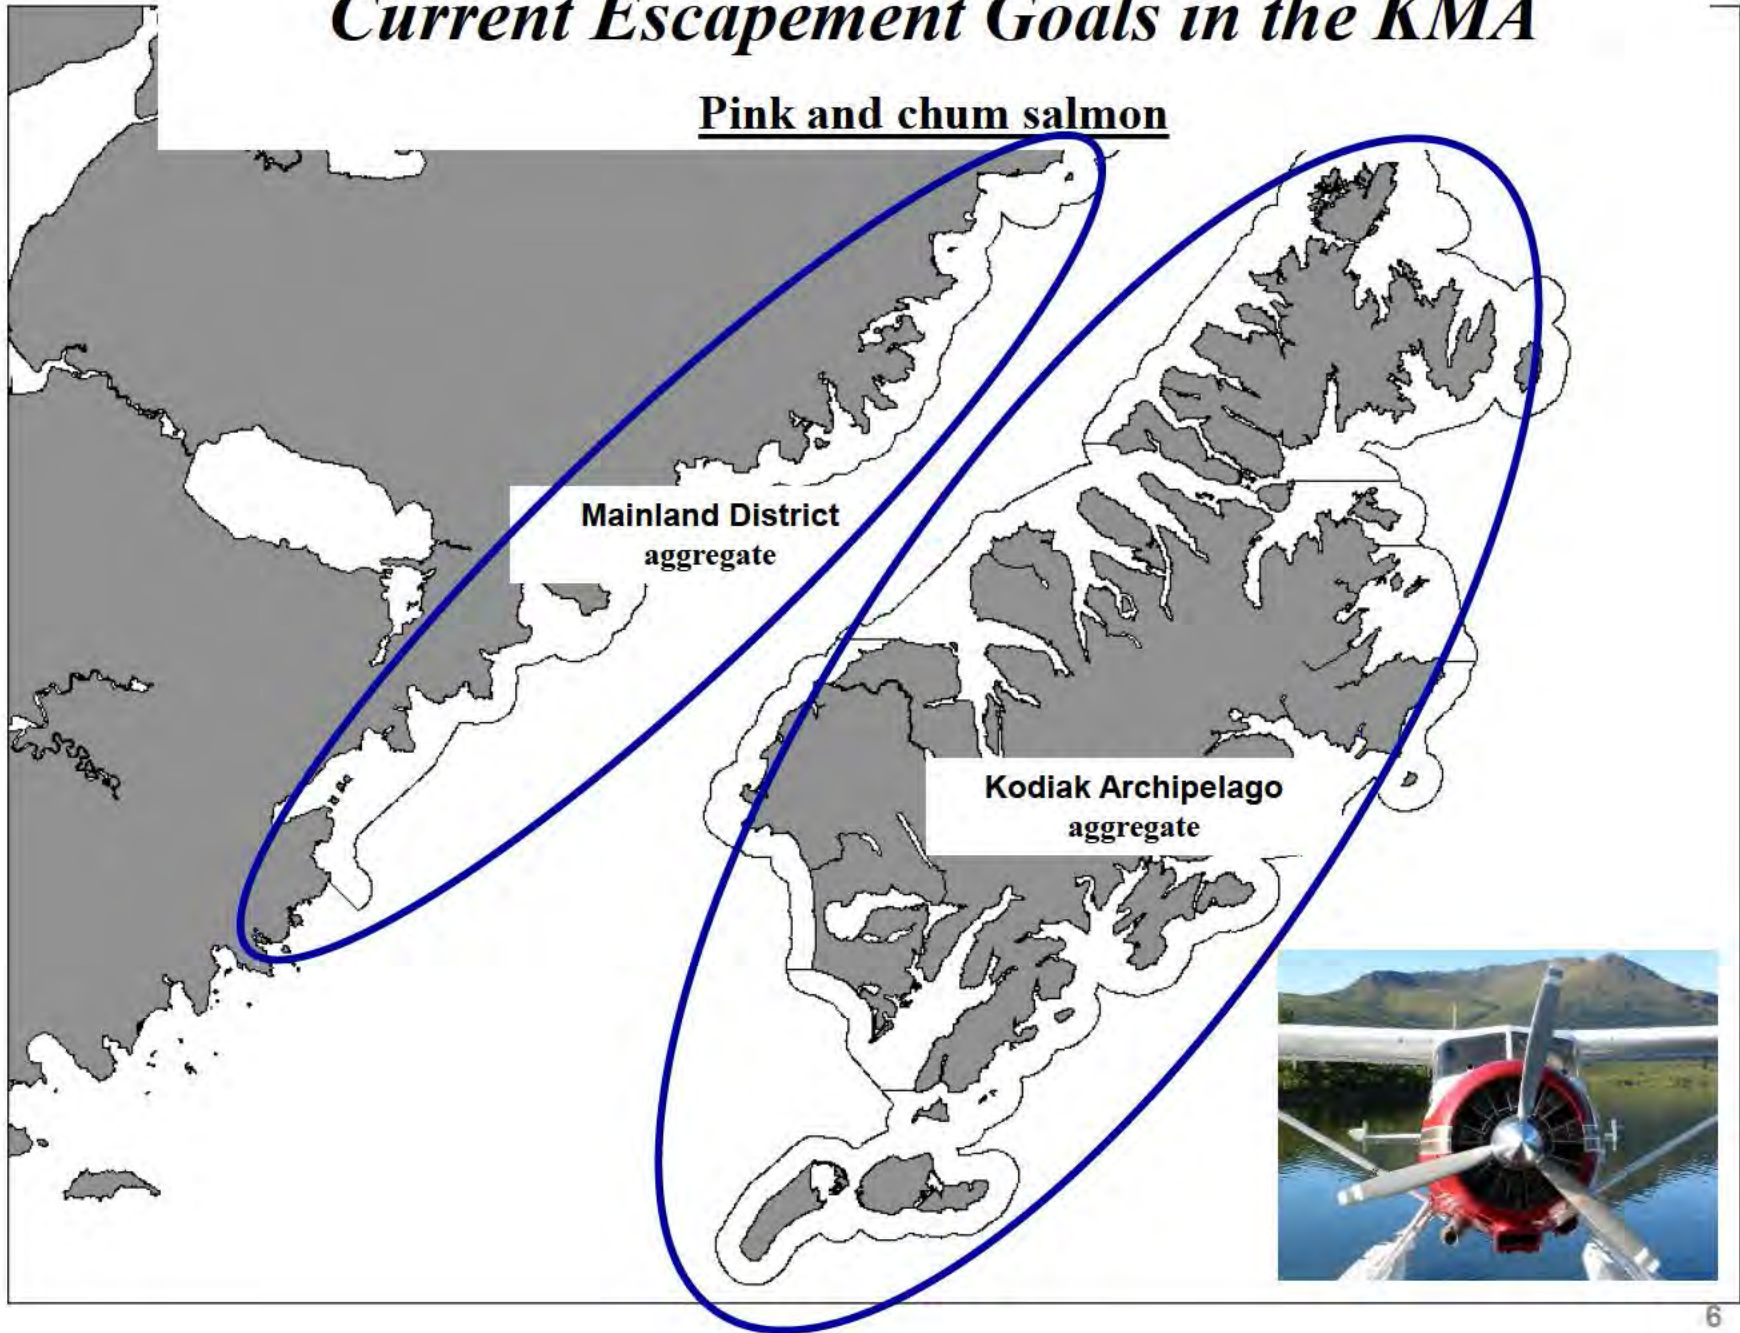 Current Escapement Goals in the KMA
Pink and chum salmon
Mainland District
aggregate
Kodiak Archipelago
aggregate
6